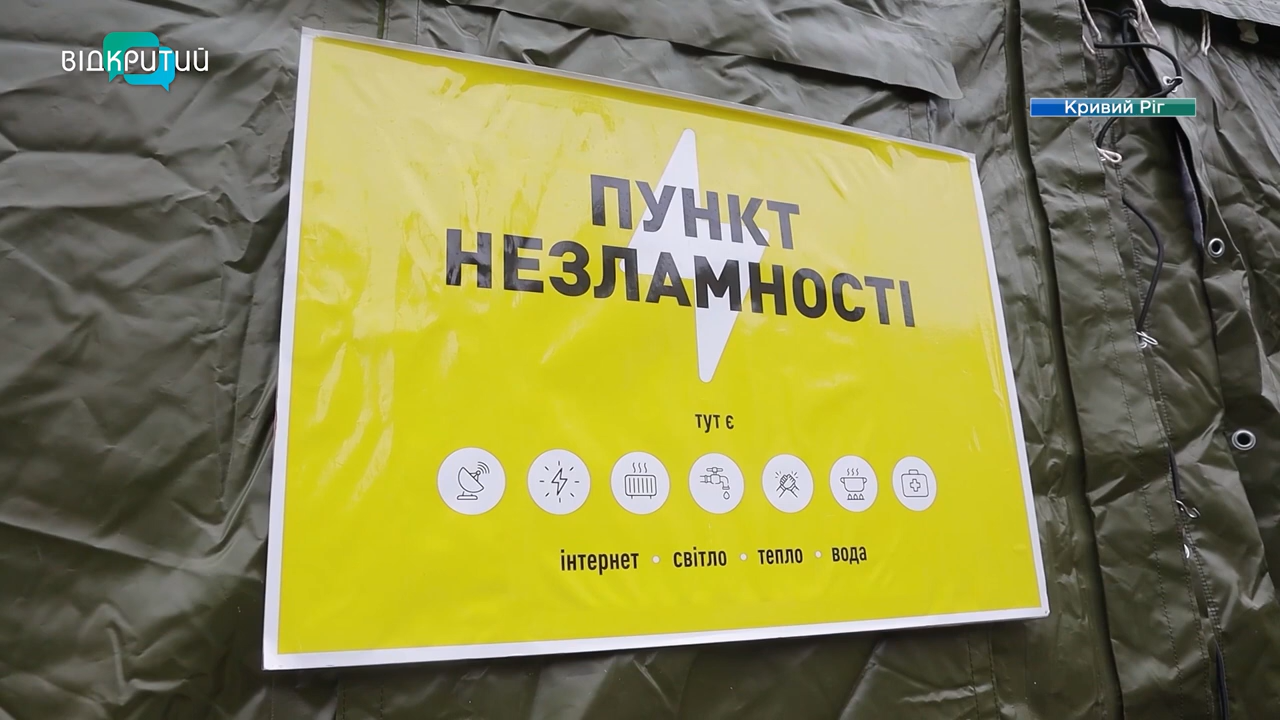 ВІДКРИТИЙ
Кривий Ріг
ПУНКТ
НЕЗЛАМНОСТІ
тут є
інтернет • світло • тепло • вода